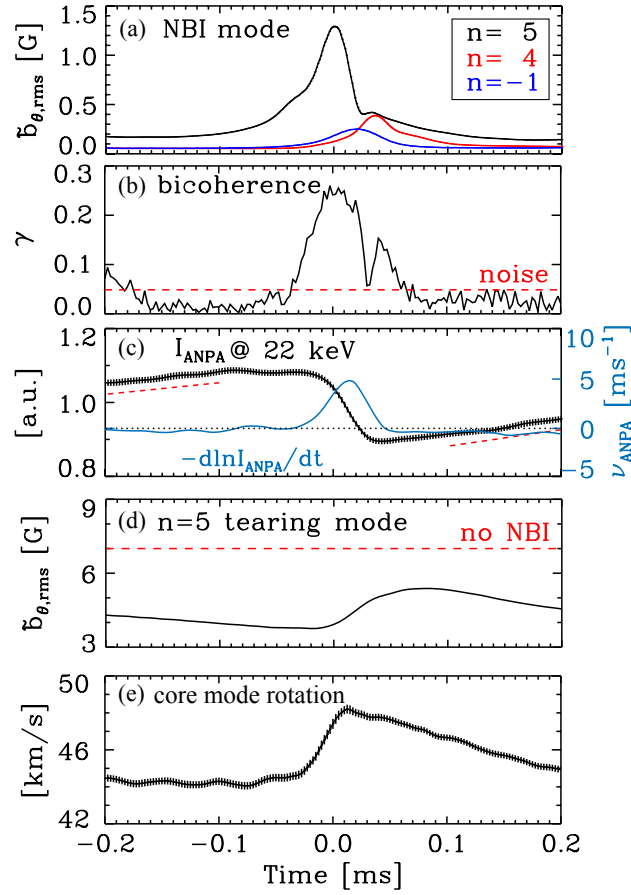 (a) NBI mode
n= 5
n= 4
n=−1
b̃θ,rms [G]
1.5
1.0
0.5
0.0
(b) bicoherence
γ
0.3
0.2
0.1
0.0
noise
(c) I_ANPA @ 22 keV
[a.u.]
1.2
1.0
0.8
−dlnI_ANPA/dt
10
5
0
−5
ν_ANPA [ms⁻¹]
(d) n=5 tearing mode
no NBI
b̃θ,rms [G]
9
6
3
(e) core mode rotation
[km/s]
50
46
42
−0.2 −0.1 0.0 0.1 0.2
Time [ms]